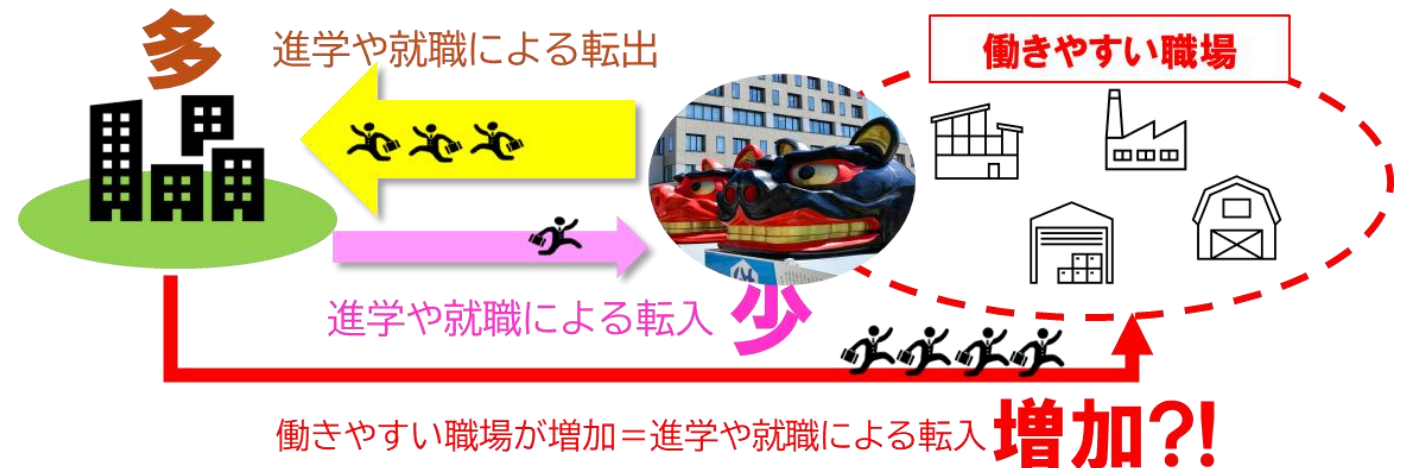 多
進学や就職による転出
働きやすい職場
進学や就職による転入
少
働きやすい職場が増加＝進学や就職による転入
増加?!